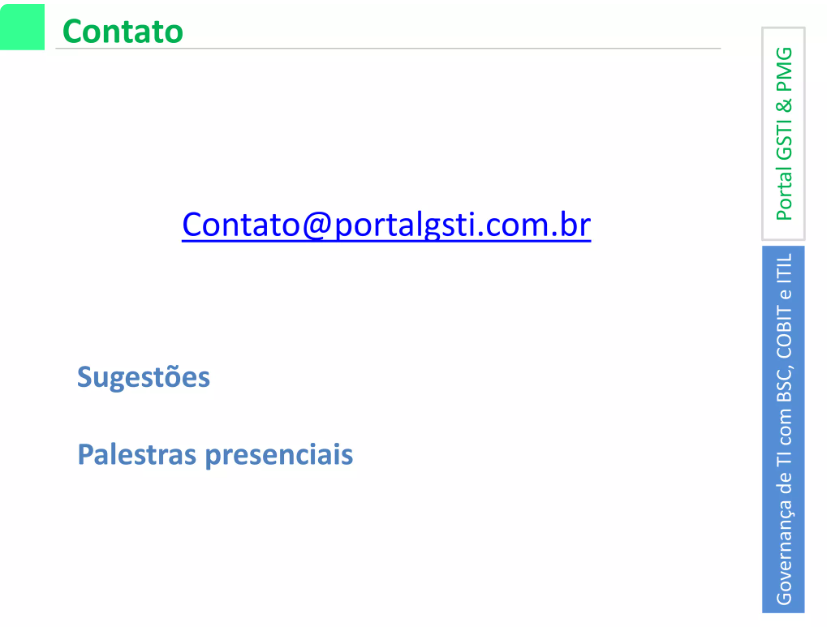 Contato
Contato@portalgsti.com.br
Sugestões
Palestras presenciais
Portal GSTI & PMG
Governança de TI com BSC, COBIT e ITIL